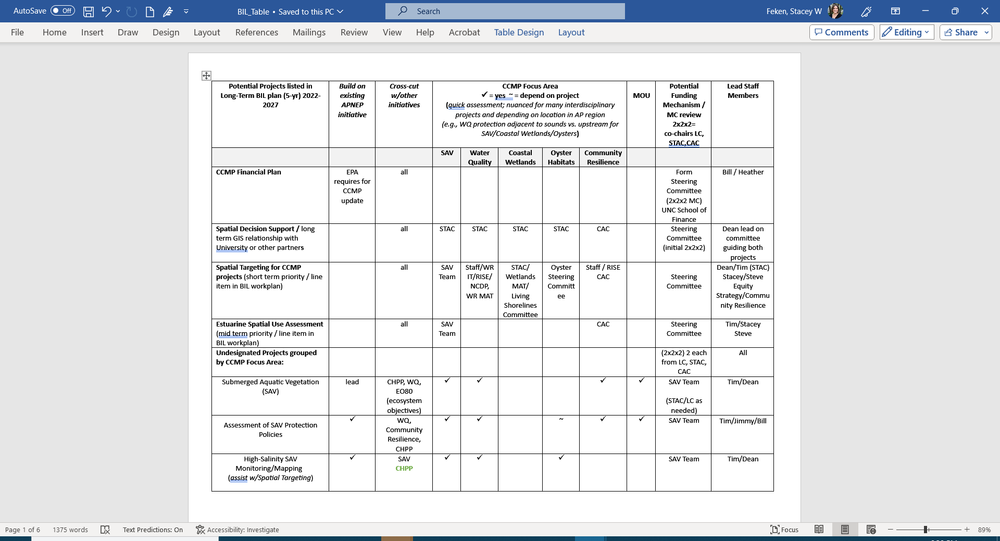 AutoSave Off BIL_Table • Saved to this PC Search Feken, Stacey W
File Home Insert Draw Design Layout References Mailings Review View Help Acrobat Table Design Layout Comments Editing Share
Potential Projects listed in
Long-Term BIL plan (5-yr) 2022-
2027
Build on
existing
APNEP
initiative
Cross-cut
w/other
initiatives
CCMP Focus Area
✓ = yes ~ = depend on project
(quick assessment; nuanced for many interdisciplinary
projects and depending on location in AP region
(e.g., WQ protection adjacent to sounds vs. upstream for
SAV/Coastal Wetlands/Oysters)
MOU
Potential
Funding
Mechanism /
MC review
2x2x2=
co-chairs LC,
STAC,CAC
Lead Staff
Members
SAV
Water
Quality
Coastal
Wetlands
Oyster
Habitats
Community
Resilience
CCMP Financial Plan
EPA
requires for
CCMP
update
all
Form
Steering
Committee
(2x2x2 MC)
UNC School of
Finance
Bill / Heather
Spatial Decision Support / long
term GIS relationship with
University or other partners
all
STAC
STAC
STAC
STAC
CAC
Steering
Committee
(initial 2x2x2)
Dean lead on
committee
guiding both
projects
Spatial Targeting for CCMP
projects (short term priority / line
item in BIL workplan)
all
SAV
Team
Staff/WR
IT/RISE/
NCDP,
WR MAT
STAC/
Wetlands
MAT/
Living
Shorelines
Committee
Oyster
Steering
Committ
ee
Staff / RISE
CAC
Steering
Committee
Dean/Tim (STAC)
Stacey/Steve
Equity
Strategy/Commu
nity Resilience
Estuarine Spatial Use Assessment
(mid term priority / line item in
BIL workplan)
all
SAV
Team
CAC
Steering
Committee
Tim/Stacey
Steve
Undesignated Projects grouped
by CCMP Focus Area:
(2x2x2) 2 each
from LC, STAC,
CAC
All
Submerged Aquatic Vegetation
(SAV)
lead
CHPP, WQ,
EO80
(ecosystem
objectives)
✓
✓
✓
✓
SAV Team
(STAC/LC as
needed)
Tim/Dean
Assessment of SAV Protection
Policies
✓
WQ,
Community
Resilience,
CHPP
✓
✓
~
✓
✓
SAV Team
Tim/Jimmy/Bill
High-Salinity SAV
Monitoring/Mapping
(assist w/Spatial Targeting)
✓
SAV
CHPP
✓
✓
✓
SAV Team
Tim/Dean
Page 1 of 6 1375 words Text Predictions: On Accessibility: Investigate Focus 89%